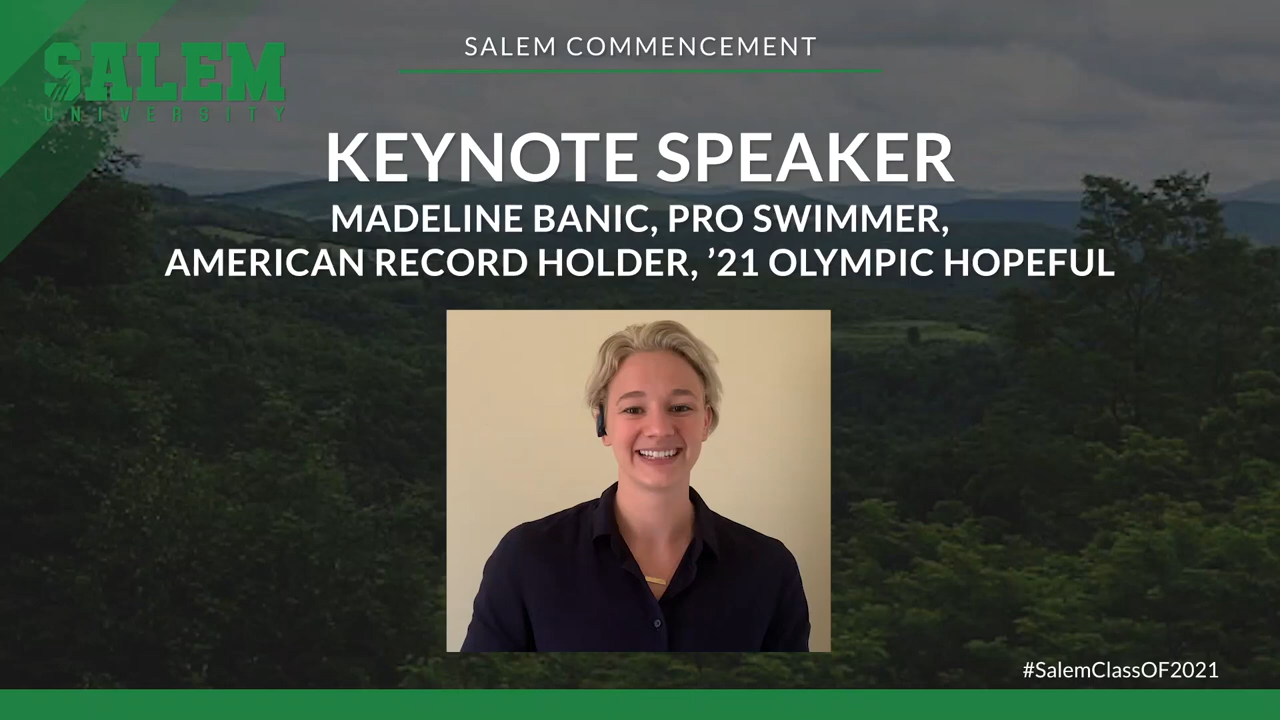 SALEM
UNIVERSITY
SALEM COMMENCEMENT
KEYNOTE SPEAKER
MADELINE BANIC, PRO SWIMMER,
AMERICAN RECORD HOLDER, ’21 OLYMPIC HOPEFUL
#SalemClassOF2021